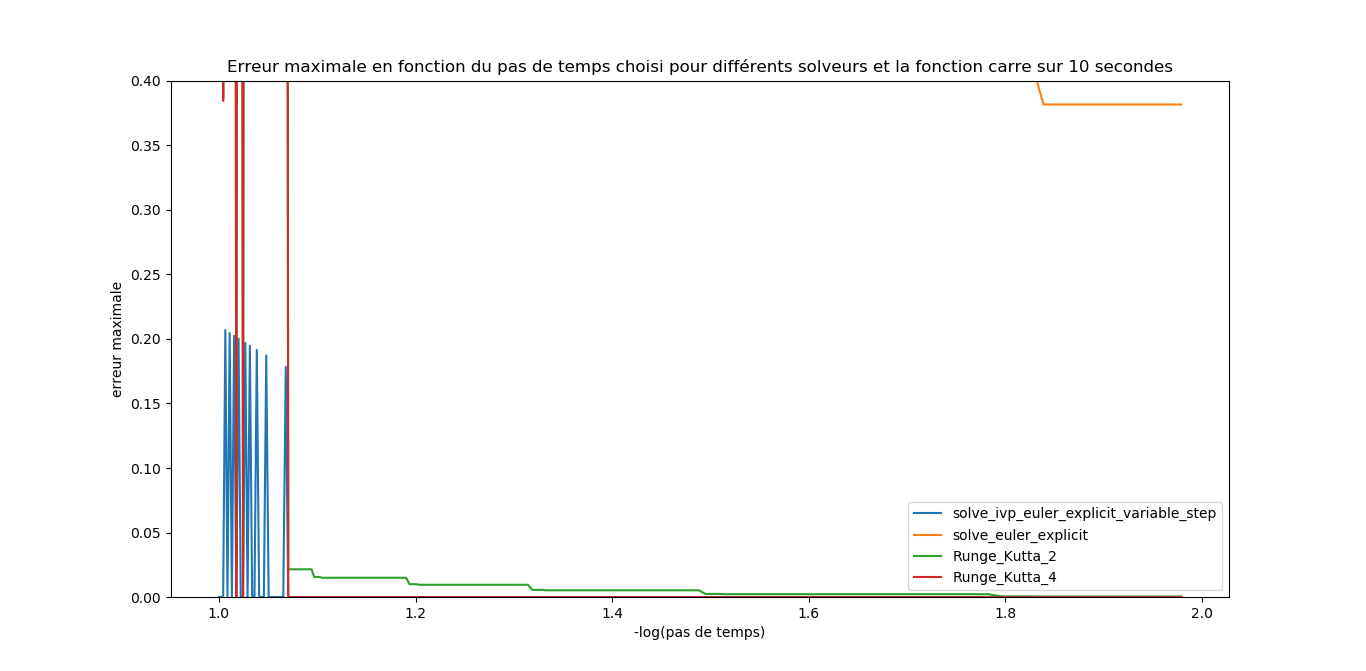 Erreur maximale en fonction du pas de temps choisi pour différents solveurs et la fonction carre sur 10 secondes
0.40
0.35
0.30
0.25
0.20
0.15
0.10
0.05
0.00
erreur maximale
1.0 1.2 1.4 1.6 1.8 2.0
-log(pas de temps)
solve_ivp_euler_explicit_variable_step
solve_euler_explicit
Runge_Kutta_2
Runge_Kutta_4